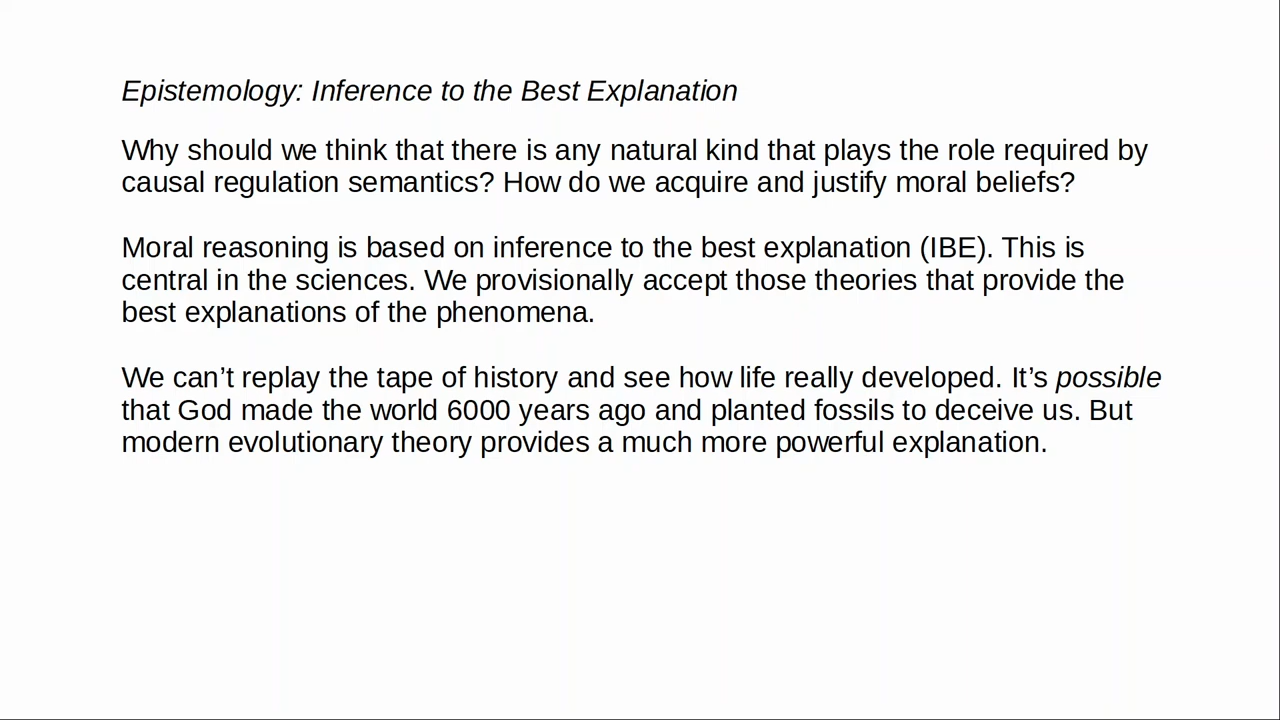 Epistemology: Inference to the Best Explanation
Why should we think that there is any natural kind that plays the role required by
causal regulation semantics? How do we acquire and justify moral beliefs?
Moral reasoning is based on inference to the best explanation (IBE). This is
central in the sciences. We provisionally accept those theories that provide the
best explanations of the phenomena.
We can’t replay the tape of history and see how life really developed. It’s possible
that God made the world 6000 years ago and planted fossils to deceive us. But
modern evolutionary theory provides a much more powerful explanation.